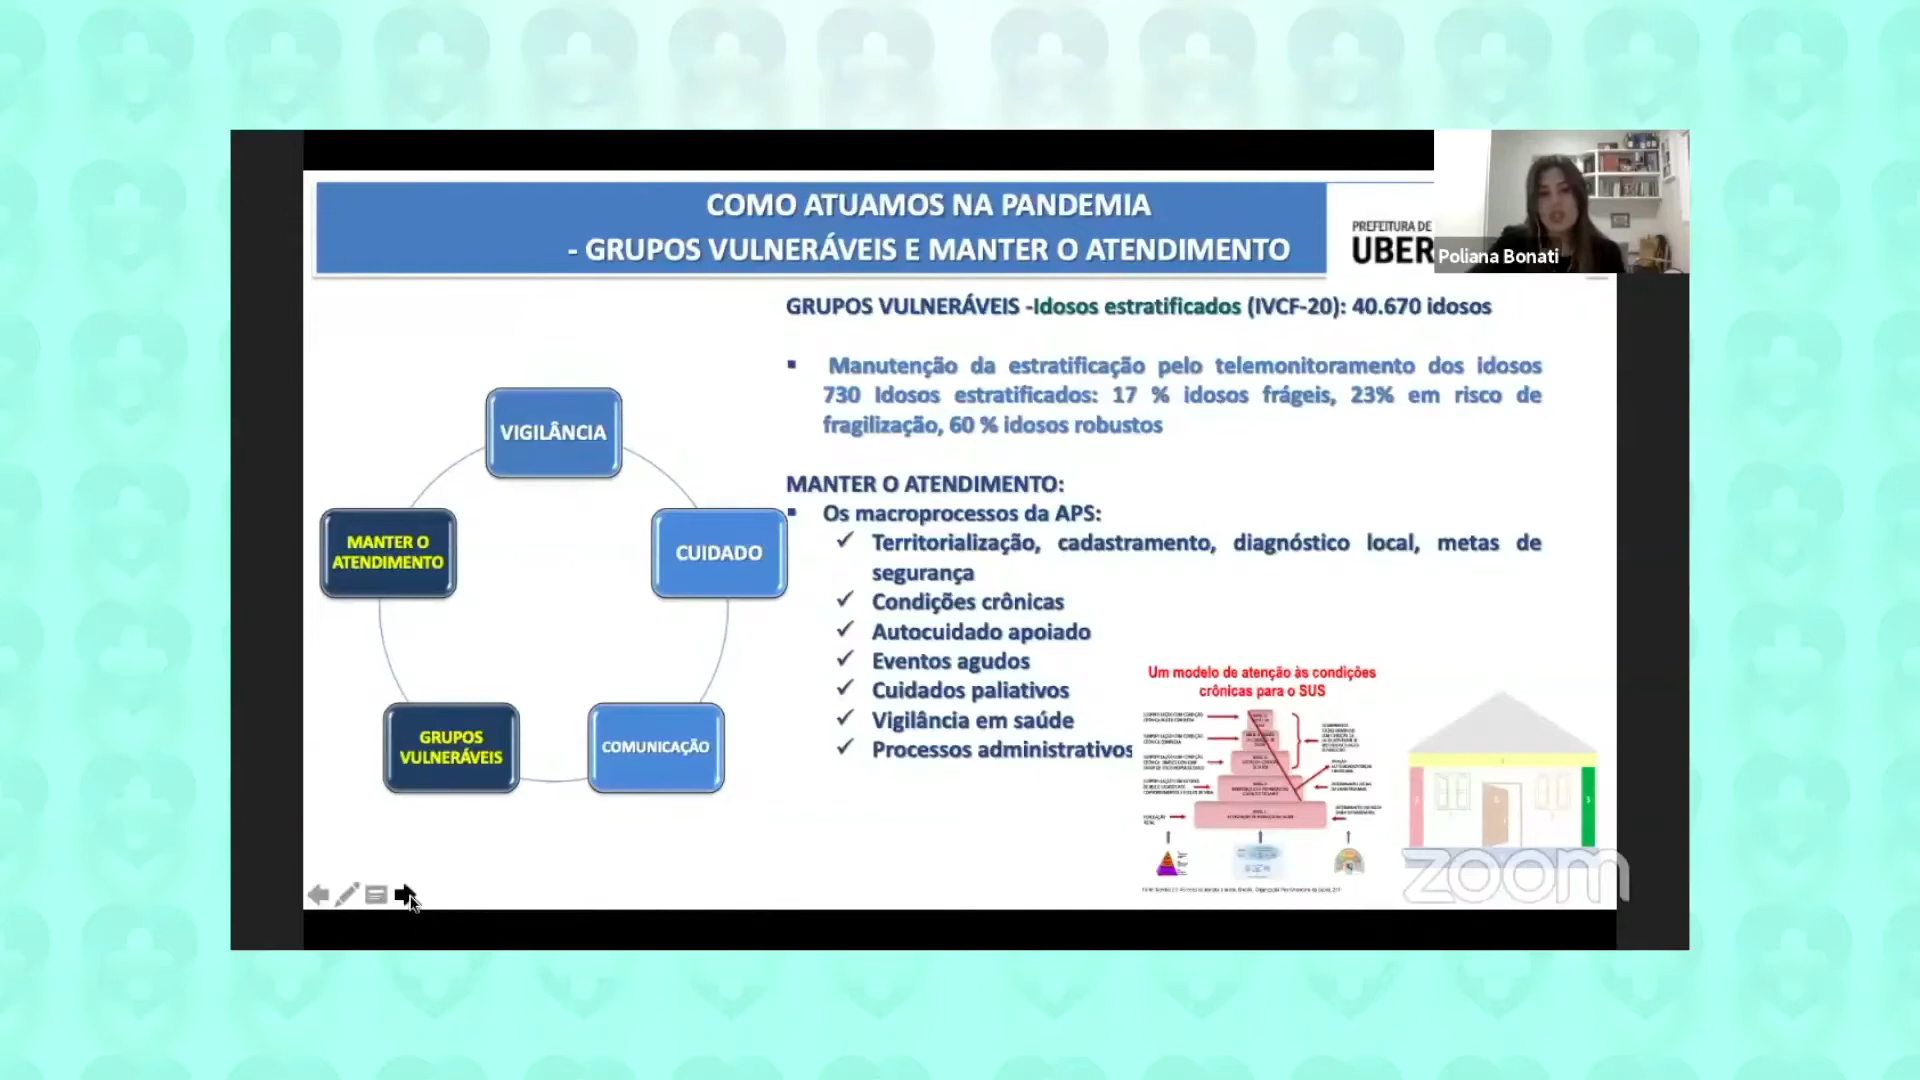 COMO ATUAMOS NA PANDEMIA
- GRUPOS VULNERÁVEIS E MANTER O ATENDIMENTO
PREFEITURA DE
UBER
Poliana Bonati
GRUPOS VULNERÁVEIS -Idosos estratificados (IVCF-20): 40.670 idosos
▪ Manutenção da estratificação pelo telemonitoramento dos idosos
730 Idosos estratificados: 17 % idosos frágeis, 23% em risco de
fragilização, 60 % idosos robustos
MANTER O ATENDIMENTO:
▪ Os macroprocessos da APS:
✓ Territorialização, cadastramento, diagnóstico local, metas de
segurança
✓ Condições crônicas
✓ Autocuidado apoiado
✓ Eventos agudos
✓ Cuidados paliativos
✓ Vigilância em saúde
✓ Processos administrativos
VIGILÂNCIA
MANTER O
ATENDIMENTO
CUIDADO
GRUPOS
VULNERÁVEIS
COMUNICAÇÃO
Um modelo de atenção às condições
crônicas para o SUS
zoom